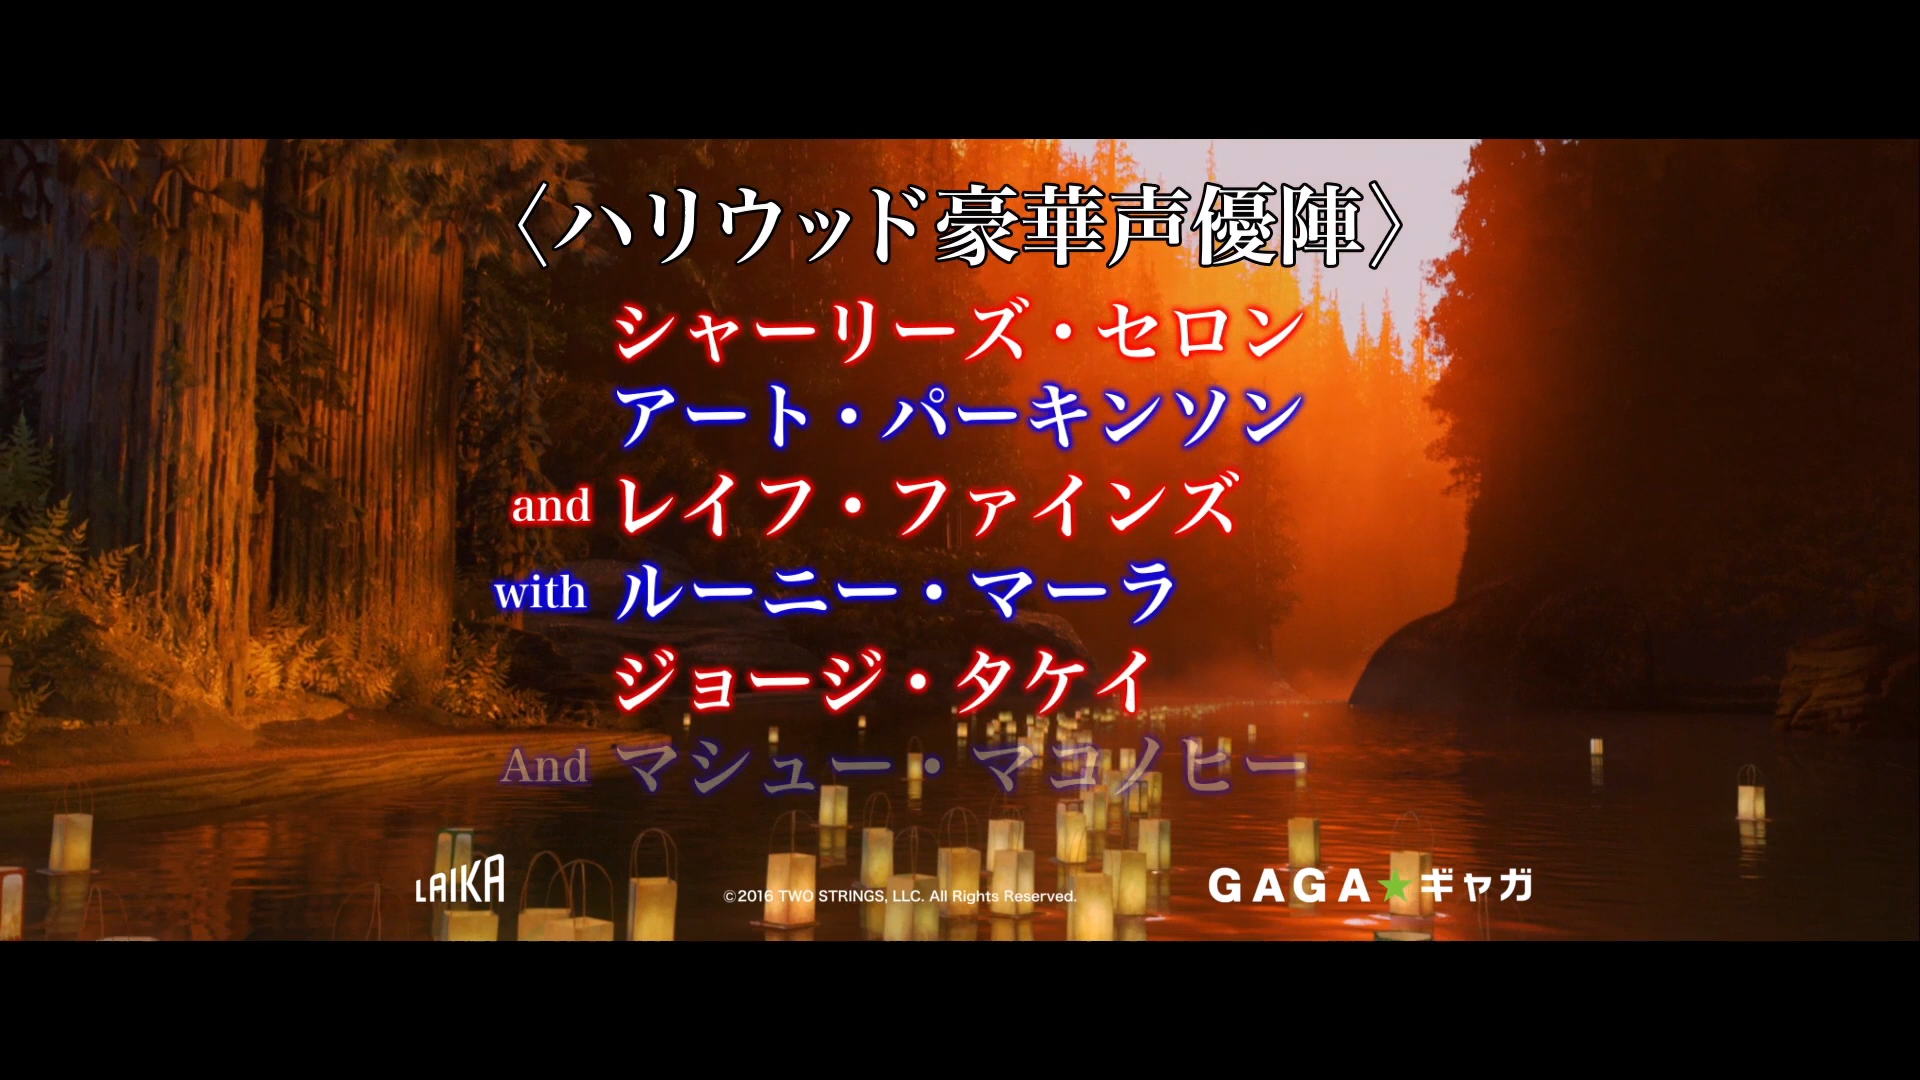 〈ハリウッド豪華声優陣〉
シャーリーズ・セロン
アート・パーキンソン
and レイフ・ファインズ
with ルーニー・マーラ
ジョージ・タケイ
And マシュー・マコノヒー
LAIKA
©2016 TWO STRINGS, LLC. All Rights Reserved.
GAGA★ギャガ